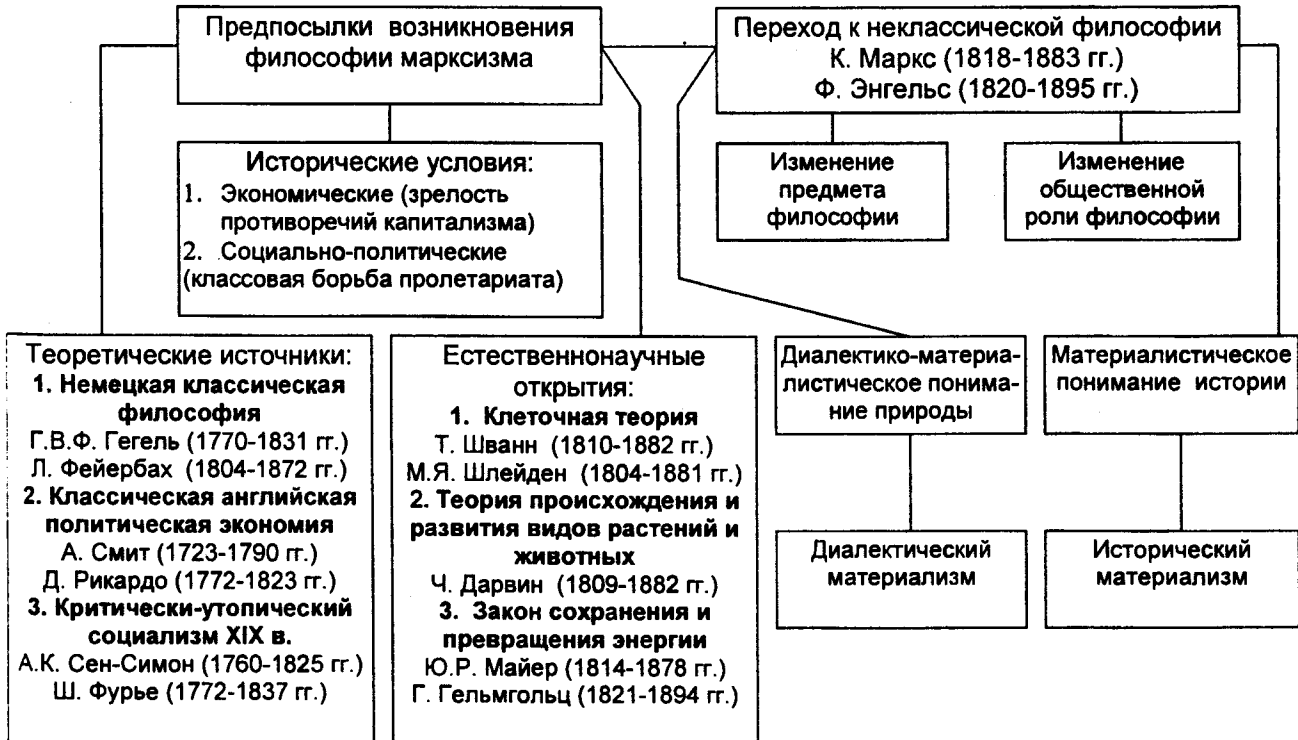 Предпосылки возникновения
философии марксизма
Переход к неклассической философии
К. Маркс (1818-1883 гг.)
Ф. Энгельс (1820-1895 гг.)
Исторические условия:
1. Экономические (зрелость
противоречий капитализма)
2. Социально-политические
(классовая борьба пролетариата)
Изменение
предмета
философии
Изменение
общественной
роли философии
Теоретические источники:
1. Немецкая классическая
философия
Г.В.Ф. Гегель (1770-1831 гг.)
Л. Фейербах (1804-1872 гг.)
2. Классическая английская
политическая экономия
А. Смит (1723-1790 гг.)
Д. Рикардо (1772-1823 гг.)
3. Критически-утопический
социализм XIX в.
А.К. Сен-Симон (1760-1825 гг.)
Ш. Фурье (1772-1837 гг.)
Естественнонаучные
открытия:
1. Клеточная теория
Т. Шванн (1810-1882 гг.)
М.Я. Шлейден (1804-1881 гг.)
2. Теория происхождения и
развития видов растений и
животных
Ч. Дарвин (1809-1882 гг.)
3. Закон сохранения и
превращения энергии
Ю.Р. Майер (1814-1878 гг.)
Г. Гельмгольц (1821-1894 гг.)
Диалектико-материа-
листическое понима-
ние природы
Материалистическое
понимание истории
Диалектический
материализм
Исторический
материализм